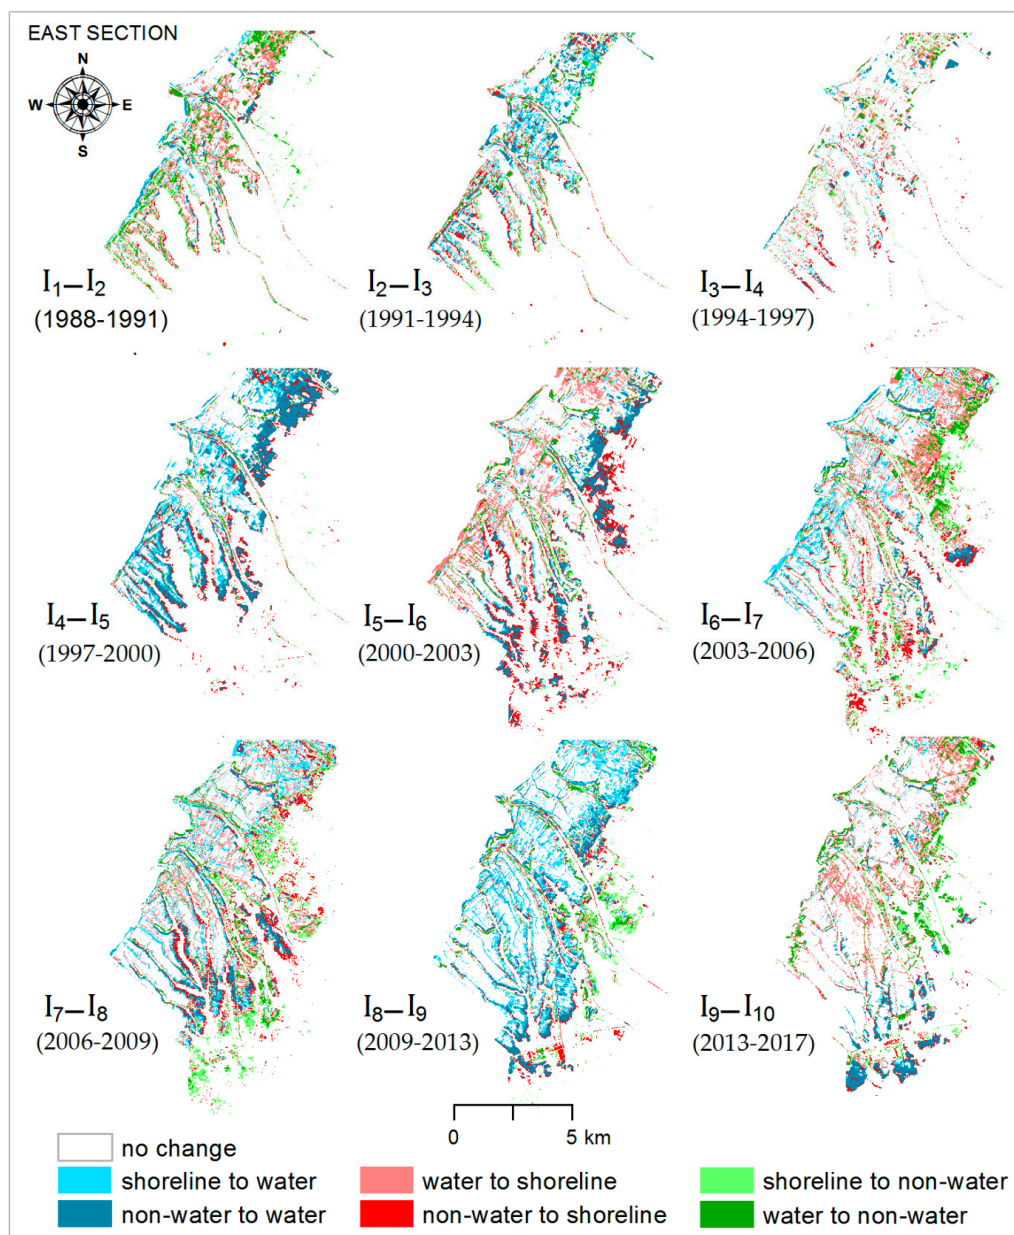 EAST SECTION
N
W E
S
I₁–I₂ I₂–I₃ I₃–I₄
(1988-1991) (1991-1994) (1994-1997)
I₄–I₅ I₅–I₆ I₆–I₇
(1997-2000) (2000-2003) (2003-2006)
I₇–I₈ I₈–I₉ I₉–I₁₀
(2006-2009) (2009-2013) (2013-2017)
0 5 km
no change
shoreline to water water to shoreline shoreline to non-water
non-water to water non-water to shoreline water to non-water